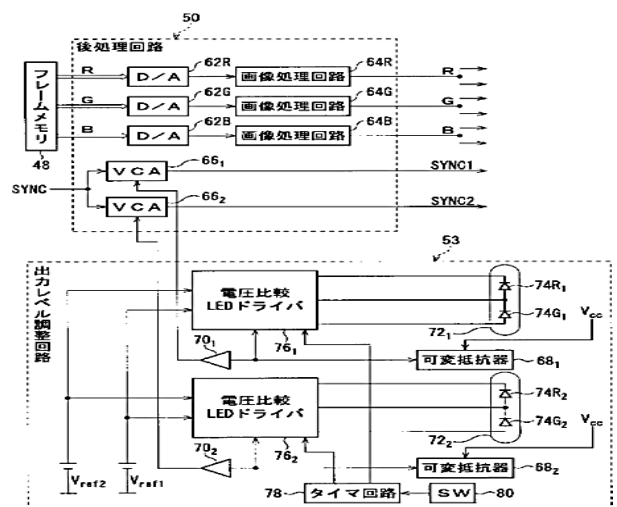 50
後処理回路
フレームメモリ
48
R
D/A
62R
画像処理回路
64R
R
G
D/A
62G
画像処理回路
64G
G
B
D/A
62B
画像処理回路
64B
B
SYNC
VCA
66₁
SYNC1
VCA
66₂
SYNC2
53
出力レベル調整回路
電圧比較
LEDドライバ
76₁
70₁
74R₁
74G₁
72₁
Vcc
可変抵抗器
68₁
電圧比較
LEDドライバ
76₂
70₂
74R₂
74G₂
72₂
Vcc
可変抵抗器
68₂
Vref2
Vref1
78
タイマ回路
SW
80